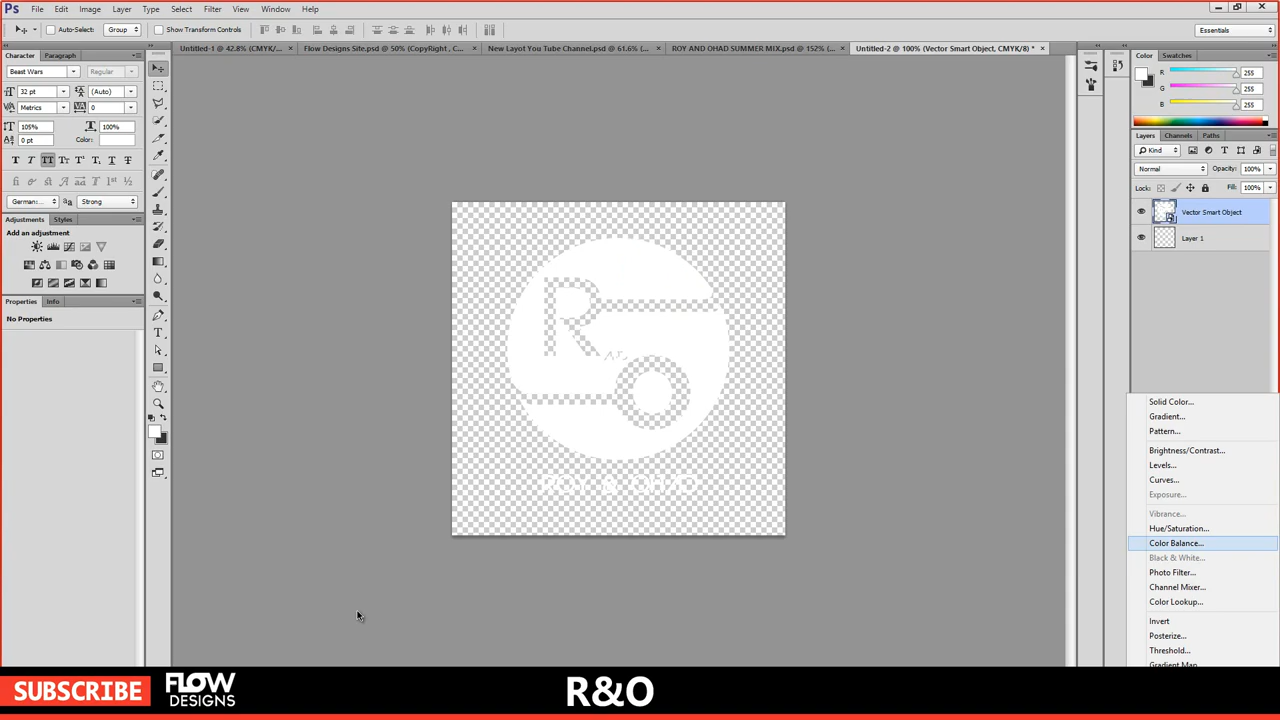 Ps File Edit Image Layer Type Select Filter View Window Help
Auto-Select: Group Show Transform Controls Essentials
Untitled-1 @ 42.8% (CMYK/... × Flow Designs Site.psd @ 50% (CopyRight , C... × New Layot You Tube Channel.psd @ 61.6% (... × ROY AND OHAD SUMMER MIX.psd @ 152% (... × Untitled-2 @ 100% (Vector Smart Object, CMYK/8) * ×
Character Paragraph
Beast Wars Regular
32 pt (Auto)
Metrics 0
105% 100%
0 pt Color:
German:... aa Strong
Adjustments Styles
Add an adjustment
Properties Info
No Properties
R
O
ROY & OHAD
Color Swatches
R 255
G 255
B 255
Layers Channels Paths
Kind
Normal Opacity: 100%
Lock: Fill: 100%
Vector Smart Object
Layer 1
Solid Color...
Gradient...
Pattern...
Brightness/Contrast...
Levels...
Curves...
Exposure...
Vibrance...
Hue/Saturation...
Color Balance...
Black & White...
Photo Filter...
Channel Mixer...
Color Lookup...
Invert
Posterize...
Threshold...
Gradient Map...
SUBSCRIBE FLOW DESIGNS R&O